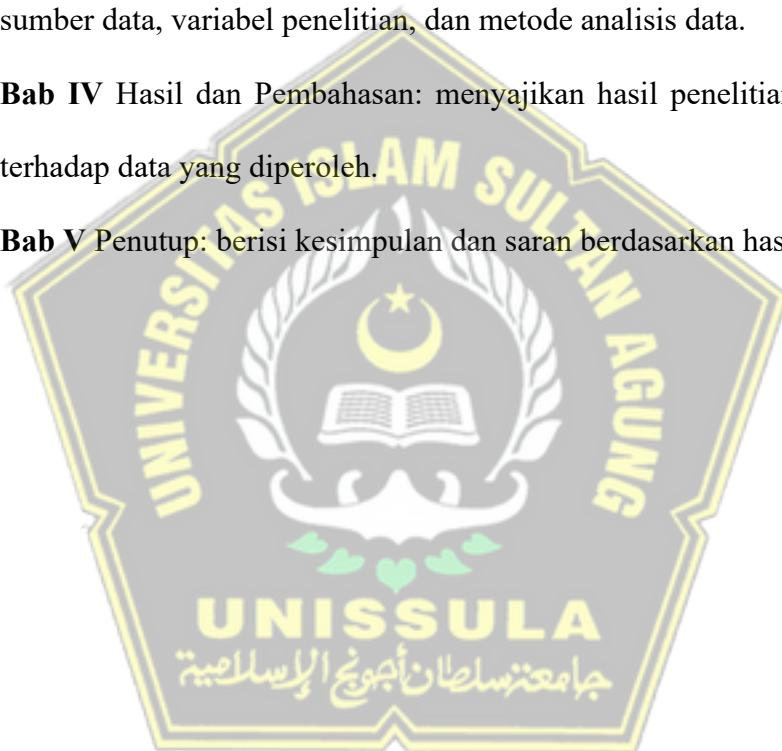 sumber data, variabel penelitian, dan metode analisis data.
Bab IV Hasil dan Pembahasan: menyajikan hasil penelitian
terhadap data yang diperoleh.
Bab V Penutup: berisi kesimpulan dan saran berdasarkan has
UNIVERSITAS ISLAM SULTAN AGUNG
UNISSULA
جامعة سلطان أجونج الإسلامية